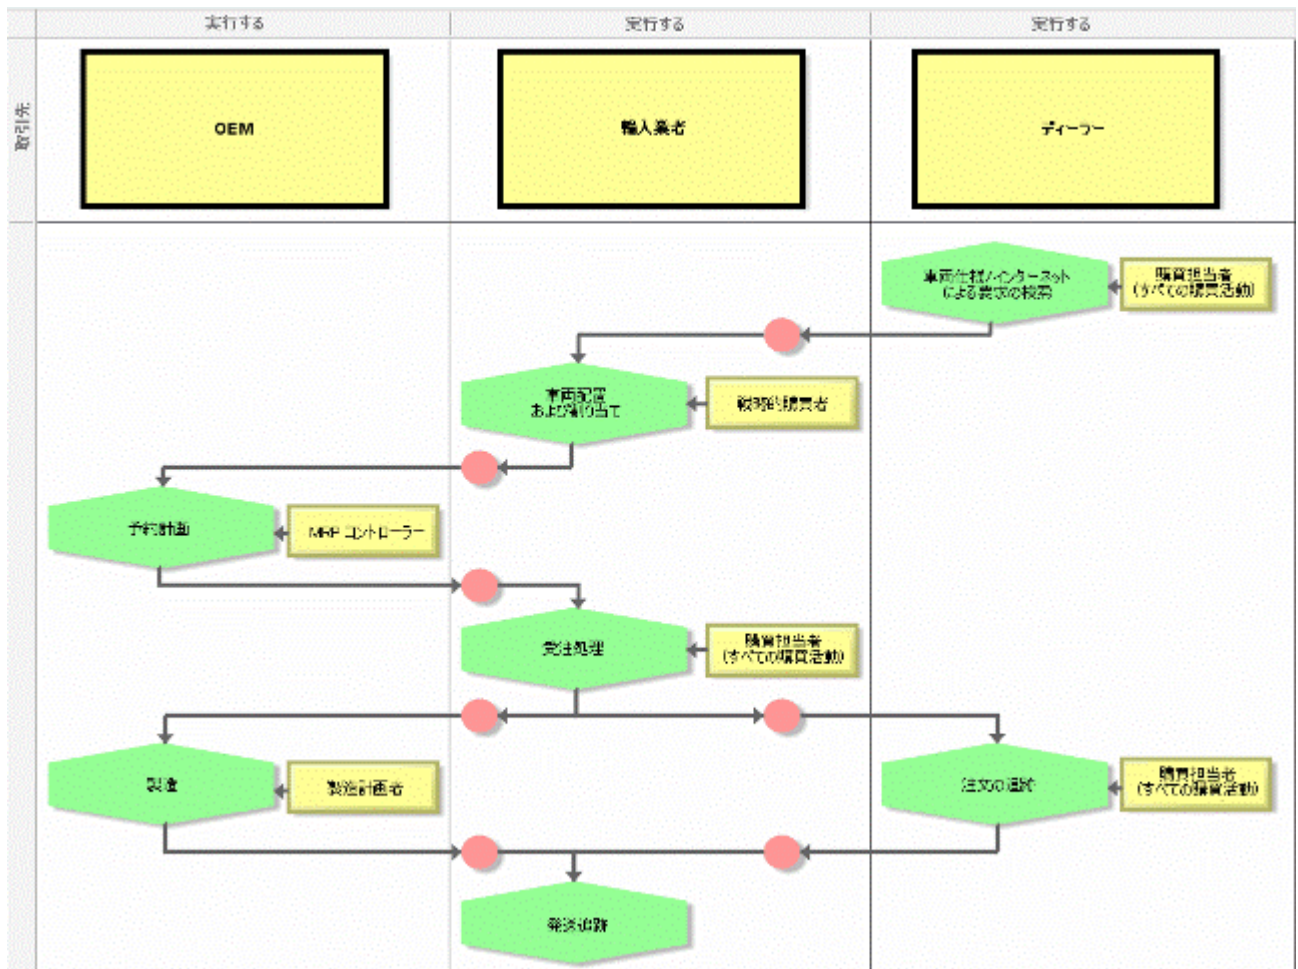 実行する
実行する
実行する
取引先
OEM
輸入業者
ディーラー
車両仕様/インターネット
による要求の検索
購買担当者
(すべての購買活動)
車両配置
および割り当て
戦略的購買者
予約計画
MRP コントローラー
受注処理
購買担当者
(すべての購買活動)
製造
製造計画者
注文の追跡
購買担当者
(すべての購買活動)
発送追跡